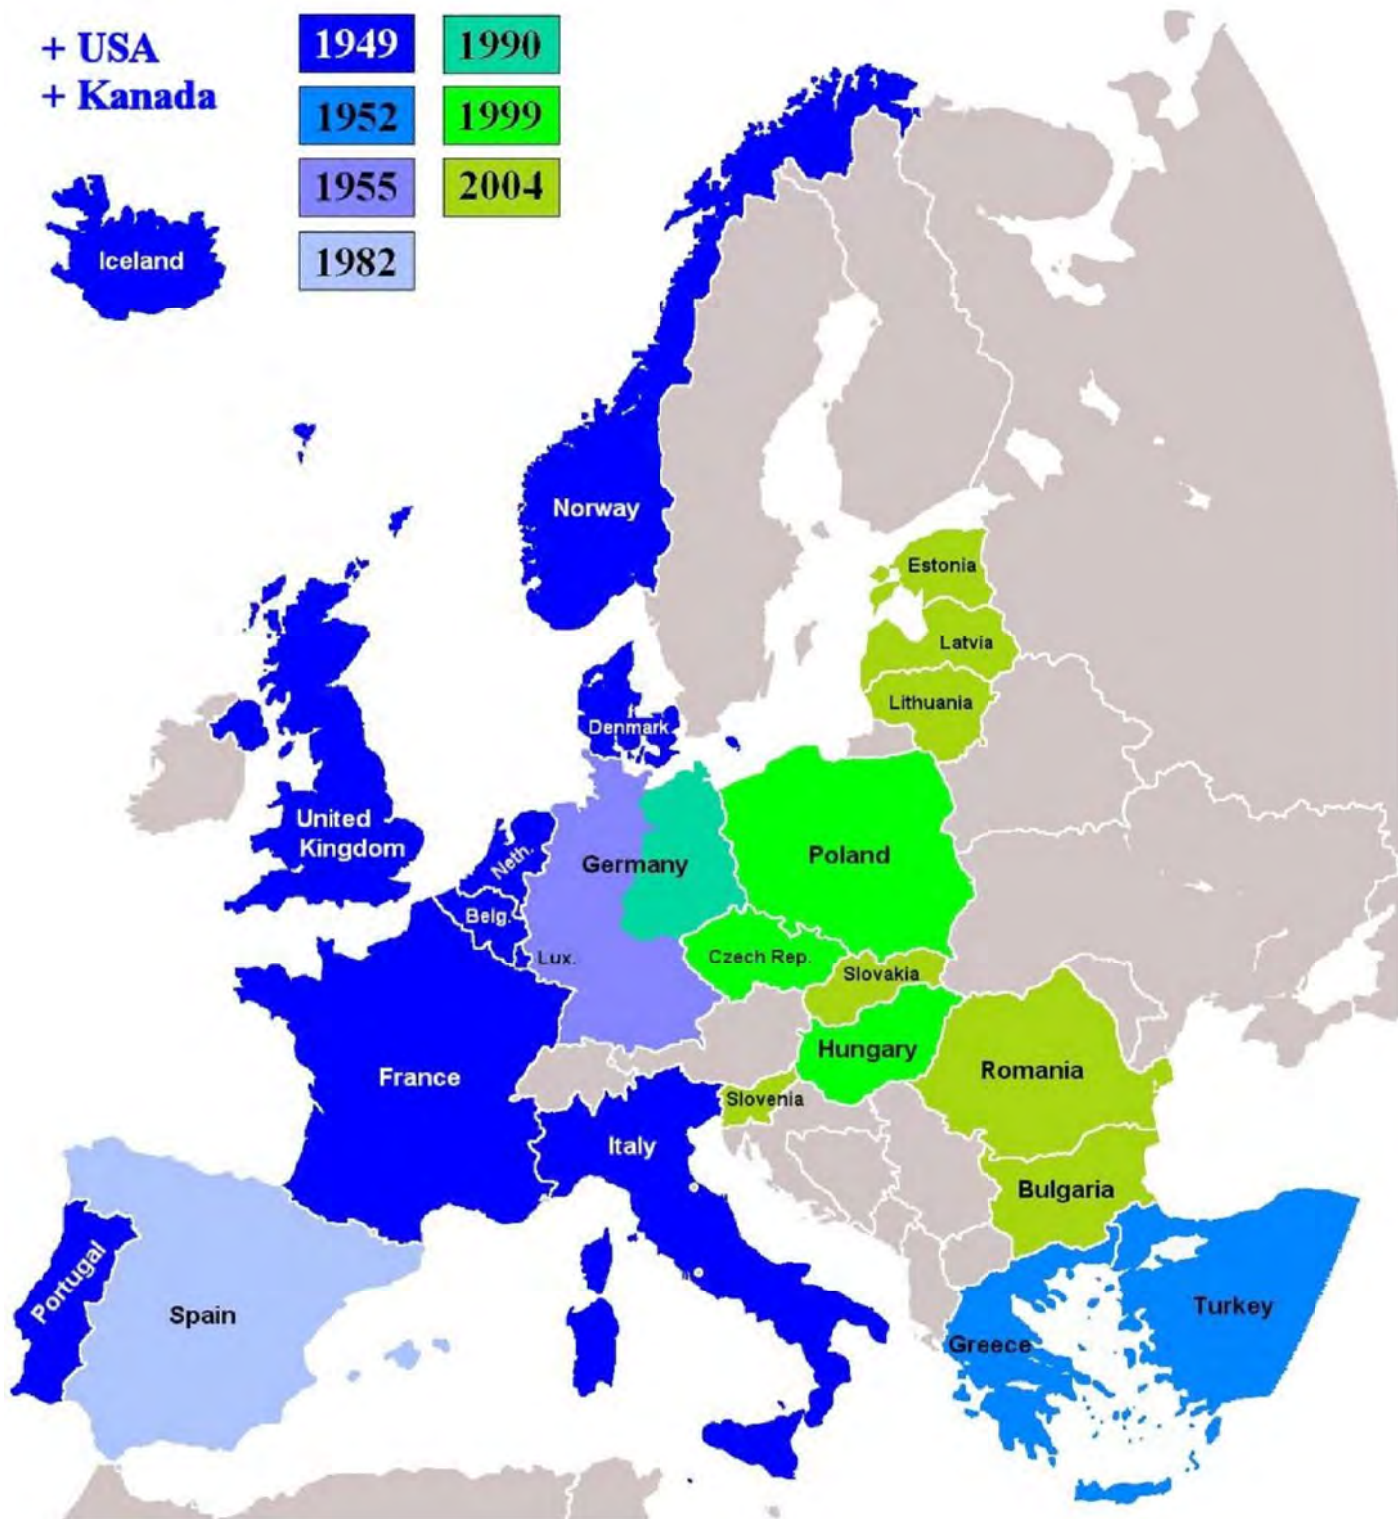 + USA
+ Kanada
1949
1990
1952
1999
1955
2004
1982
Iceland
Norway
Estonia
Latvia
Lithuania
Denmark
United
Kingdom
Neth.
Germany
Poland
Belg.
Lux.
Czech Rep.
Slovakia
Hungary
France
Romania
Slovenia
Italy
Bulgaria
Portugal
Spain
Turkey
Greece